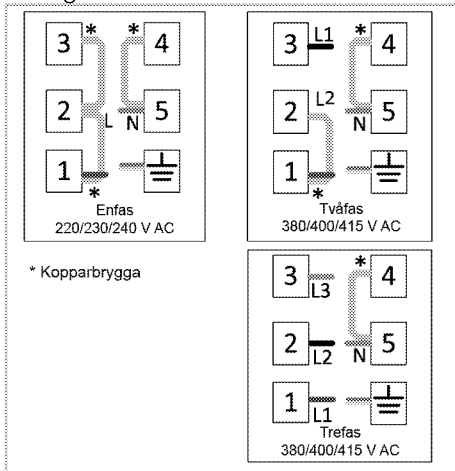 3 * * 4
2 L N 5
1 *
Enfas
220/230/240 V AC
3 L1 * 4
2 L2 N 5
1 *
Tvåfas
380/400/415 V AC
* Kopparbrygga
3 L3 * 4
2 L2 N 5
1 L1
Trefas
380/400/415 V AC